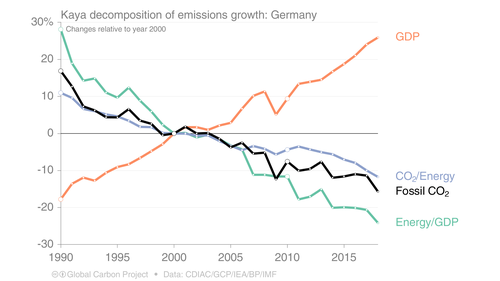 Kaya decomposition of emissions growth: Germany
Changes relative to year 2000
30%
20
10
0
-10
-20
-30
1990 1995 2000 2005 2010 2015
GDP
CO₂/Energy
Fossil CO₂
Energy/GDP
Global Carbon Project • Data: CDIAC/GCP/IEA/BP/IMF